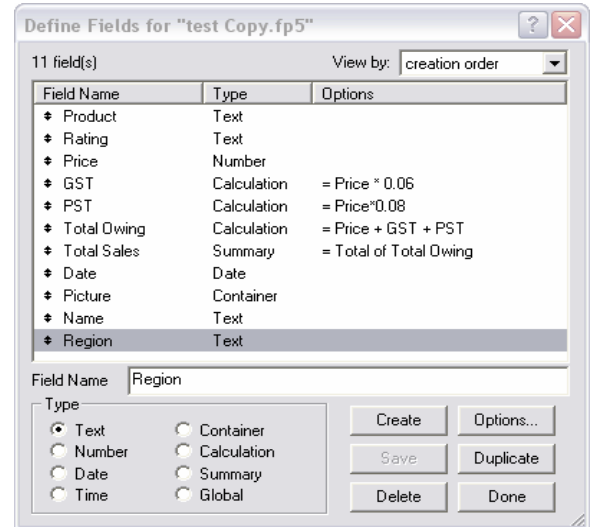 Define Fields for "test Copy.fp5"
11 field(s) View by: creation order
Field Name Type Options
Product Text
Rating Text
Price Number
GST Calculation = Price * 0.06
PST Calculation = Price*0.08
Total Owing Calculation = Price + GST + PST
Total Sales Summary = Total of Total Owing
Date Date
Picture Container
Name Text
Region Text
Field Name Region
Type
Text Container Create Options...
Number Calculation Save Duplicate
Date Summary
Time Global Delete Done